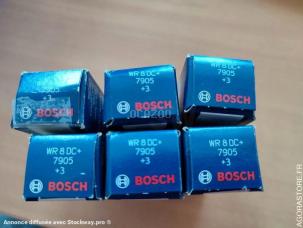 7905
+3
BOSCH
WR 8 DC+
7905
+3
BOSCH
WR 8 DC+
7905
+3
BOSCH
WR 8 DC+
7905
+3
BOSCH
WR 8 DC+
7905
+3
BOSCH
WR 8 DC+
7905
+3
BOSCH
Annonce diffusée avec Stockway.pro ®
AGORASTORE.FR